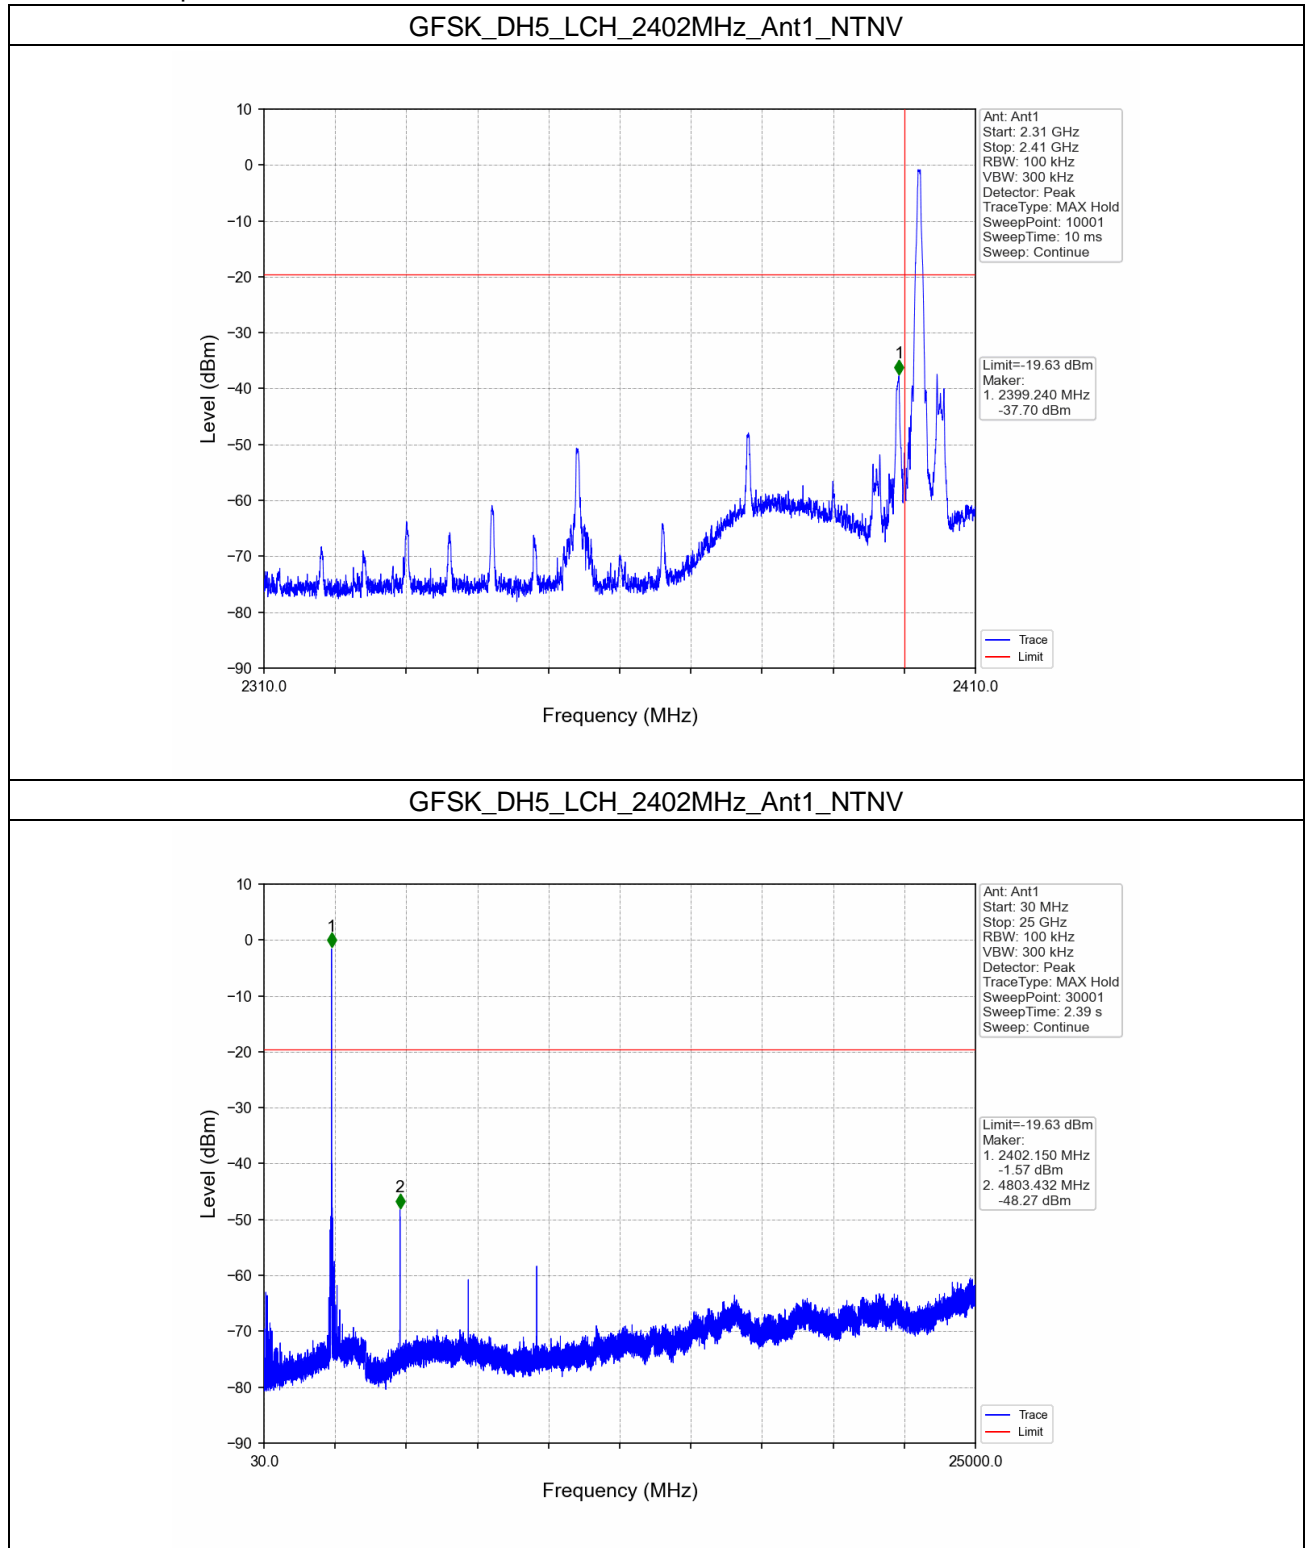 GFSK_DH5_LCH_2402MHz_Ant1_NTNV
10
0
−10
−20
−30
−40
−50
−60
−70
−80
−90
Level (dBm)
2310.0
2410.0
Frequency (MHz)
1
Ant: Ant1
Start: 2.31 GHz
Stop: 2.41 GHz
RBW: 100 kHz
VBW: 300 kHz
Detector: Peak
TraceType: MAX Hold
SweepPoint: 10001
SweepTime: 10 ms
Sweep: Continue
Limit=-19.63 dBm
Maker:
1. 2399.240 MHz
-37.70 dBm
Trace
Limit
GFSK_DH5_LCH_2402MHz_Ant1_NTNV
10
0
−10
−20
−30
−40
−50
−60
−70
−80
−90
Level (dBm)
30.0
25000.0
Frequency (MHz)
1
2
Ant: Ant1
Start: 30 MHz
Stop: 25 GHz
RBW: 100 kHz
VBW: 300 kHz
Detector: Peak
TraceType: MAX Hold
SweepPoint: 30001
SweepTime: 2.39 s
Sweep: Continue
Limit=-19.63 dBm
Maker:
1. 2402.150 MHz
-1.57 dBm
2. 4803.432 MHz
-48.27 dBm
Trace
Limit